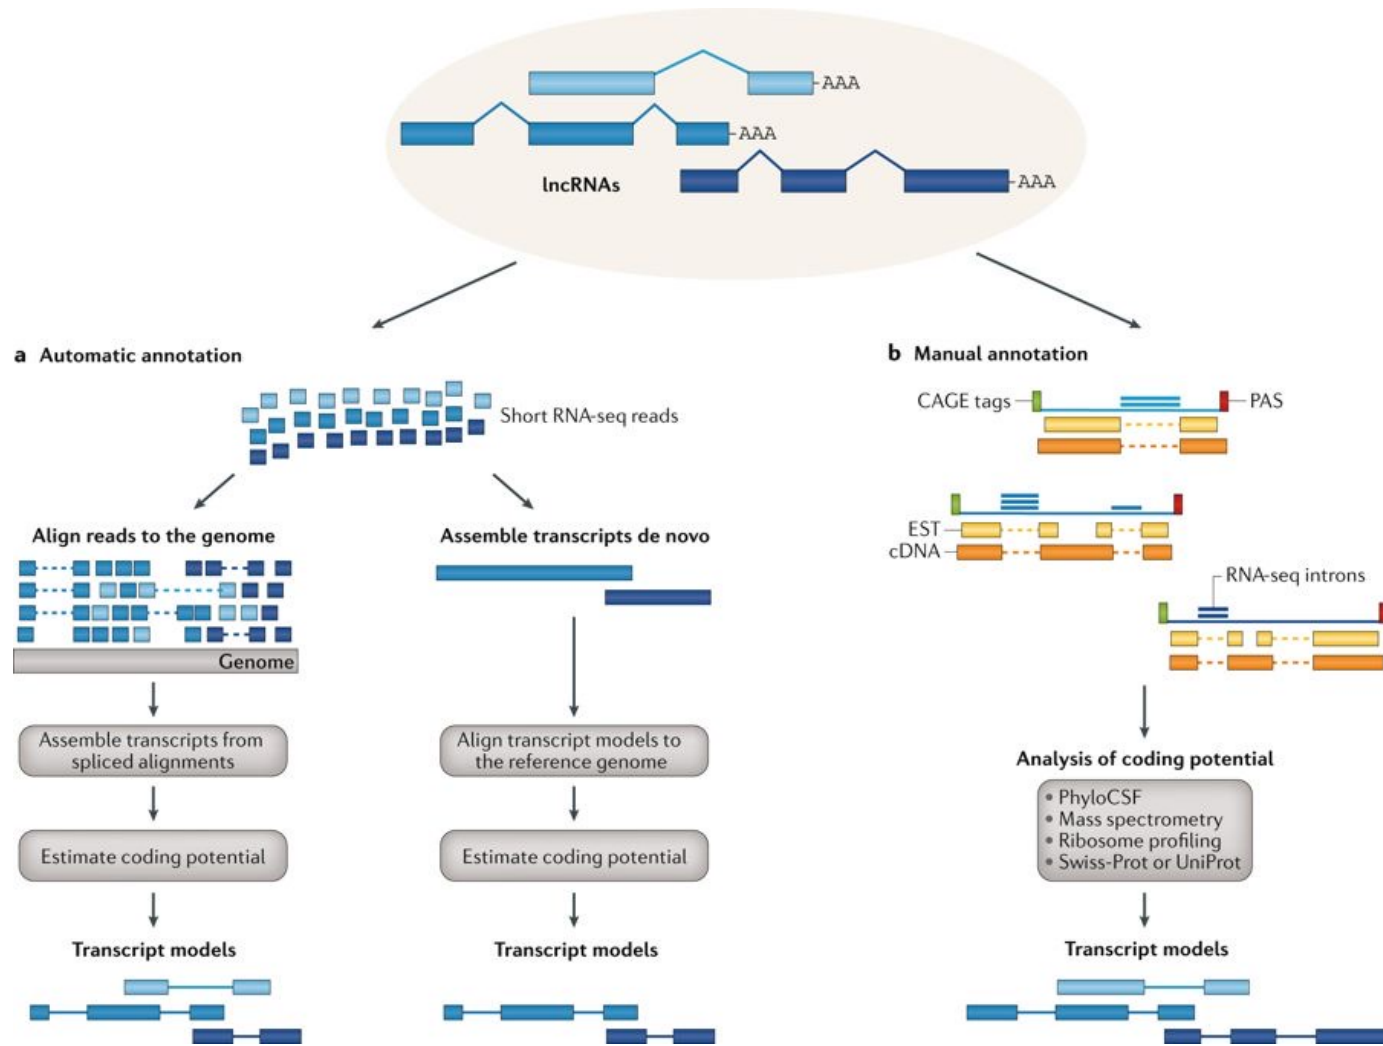 AAA
AAA
lncRNAs
AAA
a Automatic annotation
Short RNA-seq reads
Align reads to the genome
Genome
Assemble transcripts from
spliced alignments
Estimate coding potential
Transcript models
Assemble transcripts de novo
Align transcript models to
the reference genome
Estimate coding potential
Transcript models
b Manual annotation
CAGE tags
PAS
EST
cDNA
RNA-seq introns
Analysis of coding potential
• PhyloCSF
• Mass spectrometry
• Ribosome profiling
• Swiss-Prot or UniProt
Transcript models